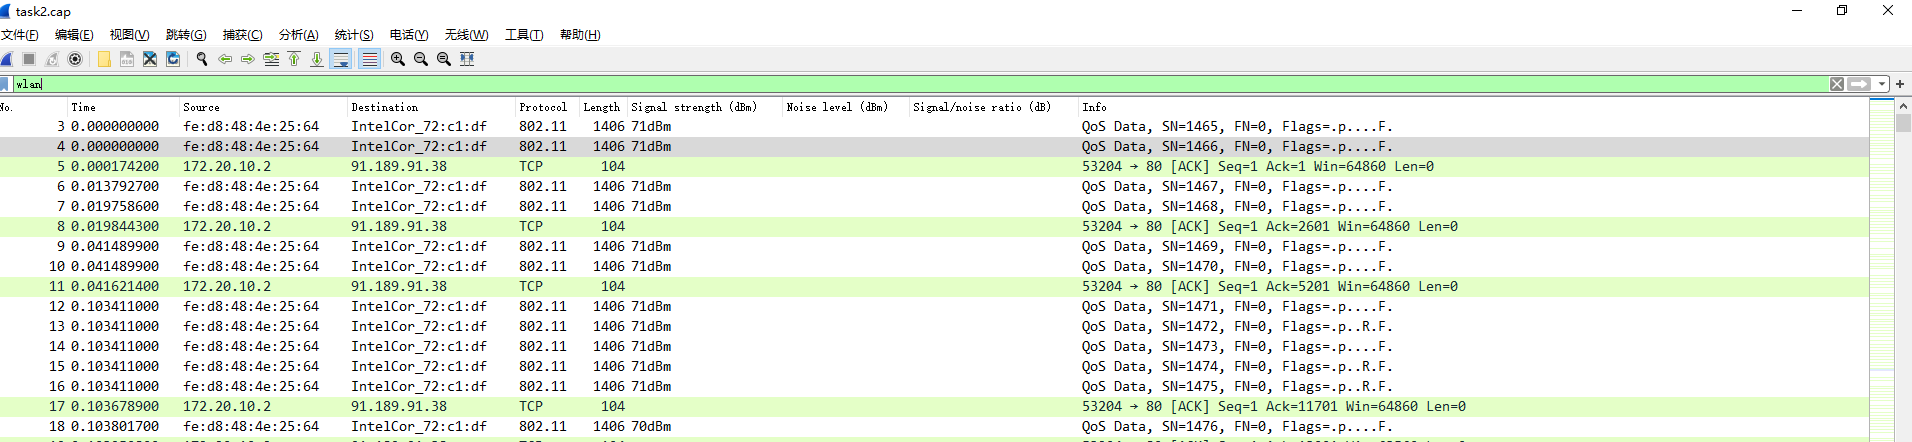 task2.cap
文件(F) 编辑(E) 视图(V) 跳转(G) 捕获(C) 分析(A) 统计(S) 电话(Y) 无线(W) 工具(T) 帮助(H)
wlan
No. Time Source Destination Protocol Length Signal strength (dBm) Noise level (dBm) Signal/noise ratio (dB) Info
3 0.000000000 fe:d8:48:4e:25:64 IntelCor_72:c1:df 802.11 1406 71dBm QoS Data, SN=1465, FN=0, Flags=.p....F.
4 0.000000000 fe:d8:48:4e:25:64 IntelCor_72:c1:df 802.11 1406 71dBm QoS Data, SN=1466, FN=0, Flags=.p....F.
5 0.000174200 172.20.10.2 91.189.91.38 TCP 104 53204 → 80 [ACK] Seq=1 Ack=1 Win=64860 Len=0
6 0.013792700 fe:d8:48:4e:25:64 IntelCor_72:c1:df 802.11 1406 71dBm QoS Data, SN=1467, FN=0, Flags=.p....F.
7 0.019758600 fe:d8:48:4e:25:64 IntelCor_72:c1:df 802.11 1406 71dBm QoS Data, SN=1468, FN=0, Flags=.p....F.
8 0.019844300 172.20.10.2 91.189.91.38 TCP 104 53204 → 80 [ACK] Seq=1 Ack=2601 Win=64860 Len=0
9 0.041489900 fe:d8:48:4e:25:64 IntelCor_72:c1:df 802.11 1406 71dBm QoS Data, SN=1469, FN=0, Flags=.p....F.
10 0.041489900 fe:d8:48:4e:25:64 IntelCor_72:c1:df 802.11 1406 71dBm QoS Data, SN=1470, FN=0, Flags=.p....F.
11 0.041621400 172.20.10.2 91.189.91.38 TCP 104 53204 → 80 [ACK] Seq=1 Ack=5201 Win=64860 Len=0
12 0.103411000 fe:d8:48:4e:25:64 IntelCor_72:c1:df 802.11 1406 71dBm QoS Data, SN=1471, FN=0, Flags=.p....F.
13 0.103411000 fe:d8:48:4e:25:64 IntelCor_72:c1:df 802.11 1406 71dBm QoS Data, SN=1472, FN=0, Flags=.p..R.F.
14 0.103411000 fe:d8:48:4e:25:64 IntelCor_72:c1:df 802.11 1406 71dBm QoS Data, SN=1473, FN=0, Flags=.p....F.
15 0.103411000 fe:d8:48:4e:25:64 IntelCor_72:c1:df 802.11 1406 71dBm QoS Data, SN=1474, FN=0, Flags=.p..R.F.
16 0.103411000 fe:d8:48:4e:25:64 IntelCor_72:c1:df 802.11 1406 71dBm QoS Data, SN=1475, FN=0, Flags=.p..R.F.
17 0.103678900 172.20.10.2 91.189.91.38 TCP 104 53204 → 80 [ACK] Seq=1 Ack=11701 Win=64860 Len=0
18 0.103801700 fe:d8:48:4e:25:64 IntelCor_72:c1:df 802.11 1406 70dBm QoS Data, SN=1476, FN=0, Flags=.p....F.